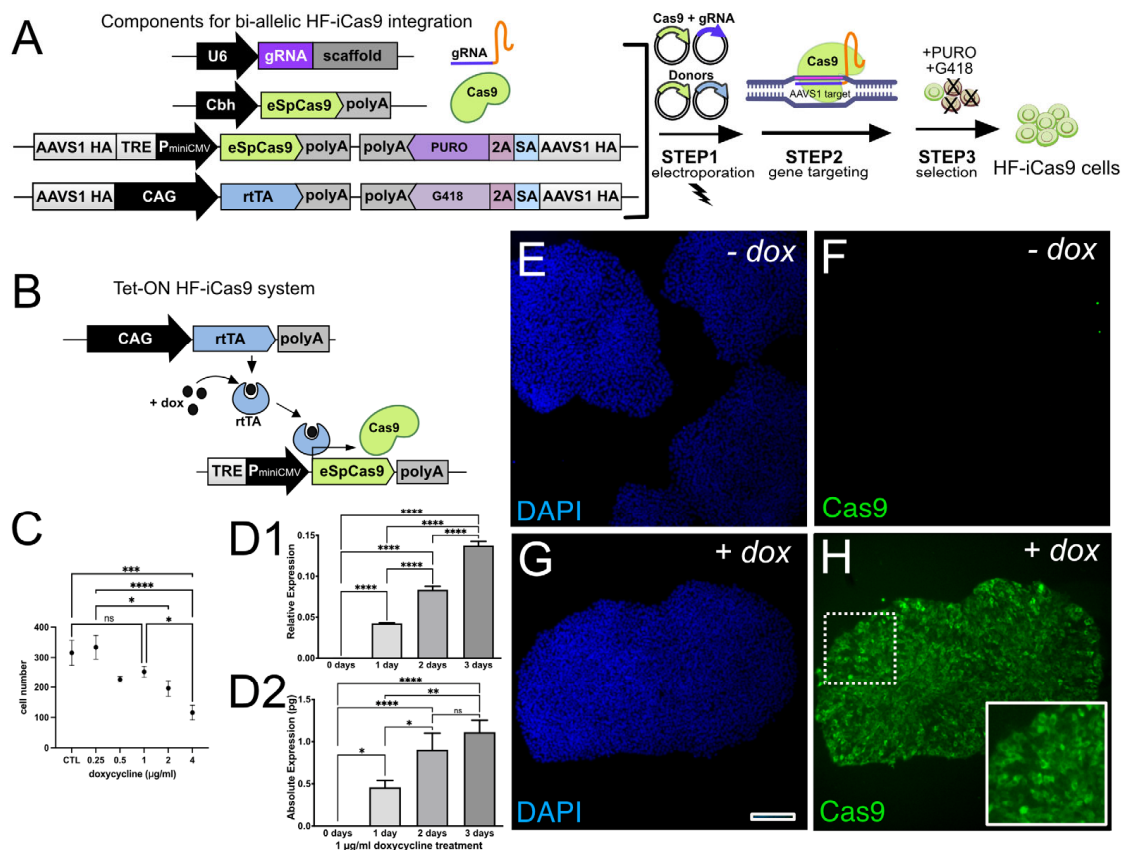 A
Components for bi-allelic HF-iCas9 integration
U6 gRNA scaffold
gRNA
Cas9
Cbh eSpCas9 polyA
AAVS1 HA TRE PminiCMV eSpCas9 polyA polyA PURO 2A SA AAVS1 HA
AAVS1 HA CAG rtTA polyA polyA G418 2A SA AAVS1 HA
Cas9 + gRNA
Donors
STEP1
electroporation
Cas9
AAVS1 target
STEP2
gene targeting
+PURO
+G418
STEP3
selection
HF-iCas9 cells
B
Tet-ON HF-iCas9 system
CAG rtTA polyA
+ dox
rtTA
Cas9
TRE PminiCMV eSpCas9 polyA
C
***
****
*
ns *
cell number
400
300
200
100
0
CTL 0.25 0.5 1 2 4
doxycycline (µg/ml)
D1
****
**** ****
**** ****
****
Relative Expression
0.15
0.10
0.05
0.00
0 days 1 day 2 days 3 days
D2
****
**
****
ns
*
*
Absolute Expression (pg)
1.5
1.0
0.5
0.0
0 days 1 day 2 days 3 days
1 µg/ml doxycycline treatment
E - dox
DAPI
F - dox
Cas9
G + dox
DAPI
H + dox
Cas9